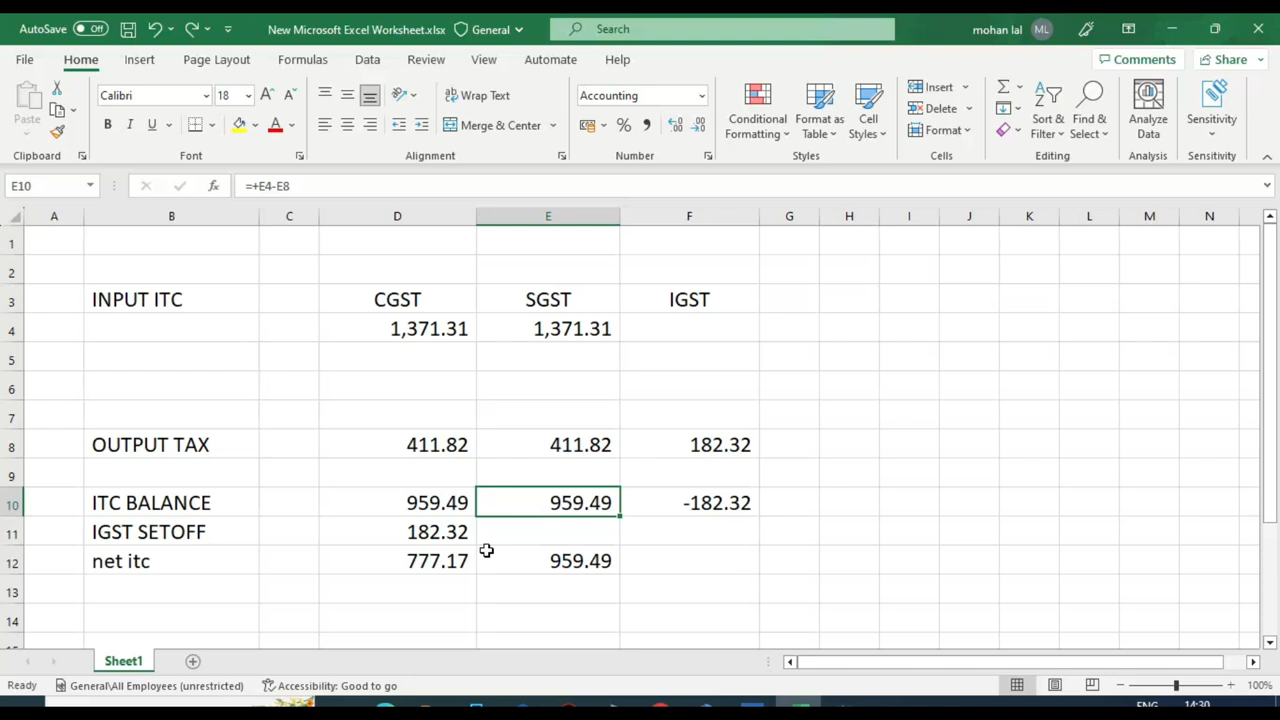 AutoSave Off New Microsoft Excel Worksheet.xlsx General Search mohan lal ML
File Home Insert Page Layout Formulas Data Review View Automate Help Comments Share
Paste Calibri 18 A A Wrap Text Accounting Conditional Formatting Format as Table Cell Styles Insert Delete Format Sort & Filter Find & Select Analyze Data Sensitivity
B I U A Merge & Center % ,
Clipboard Font Alignment Number Styles Cells Editing Analysis Sensitivity
E10 fx =+E4-E8
A B C D E F G H I J K L M N
1
2
3 INPUT ITC CGST SGST IGST
4 1,371.31 1,371.31
5
6
7
8 OUTPUT TAX 411.82 411.82 182.32
9
10 ITC BALANCE 959.49 959.49 -182.32
11 IGST SETOFF 182.32
12 net itc 777.17 959.49
13
14
Sheet1
Ready General\All Employees (unrestricted) Accessibility: Good to go 100%
ENG 14:30